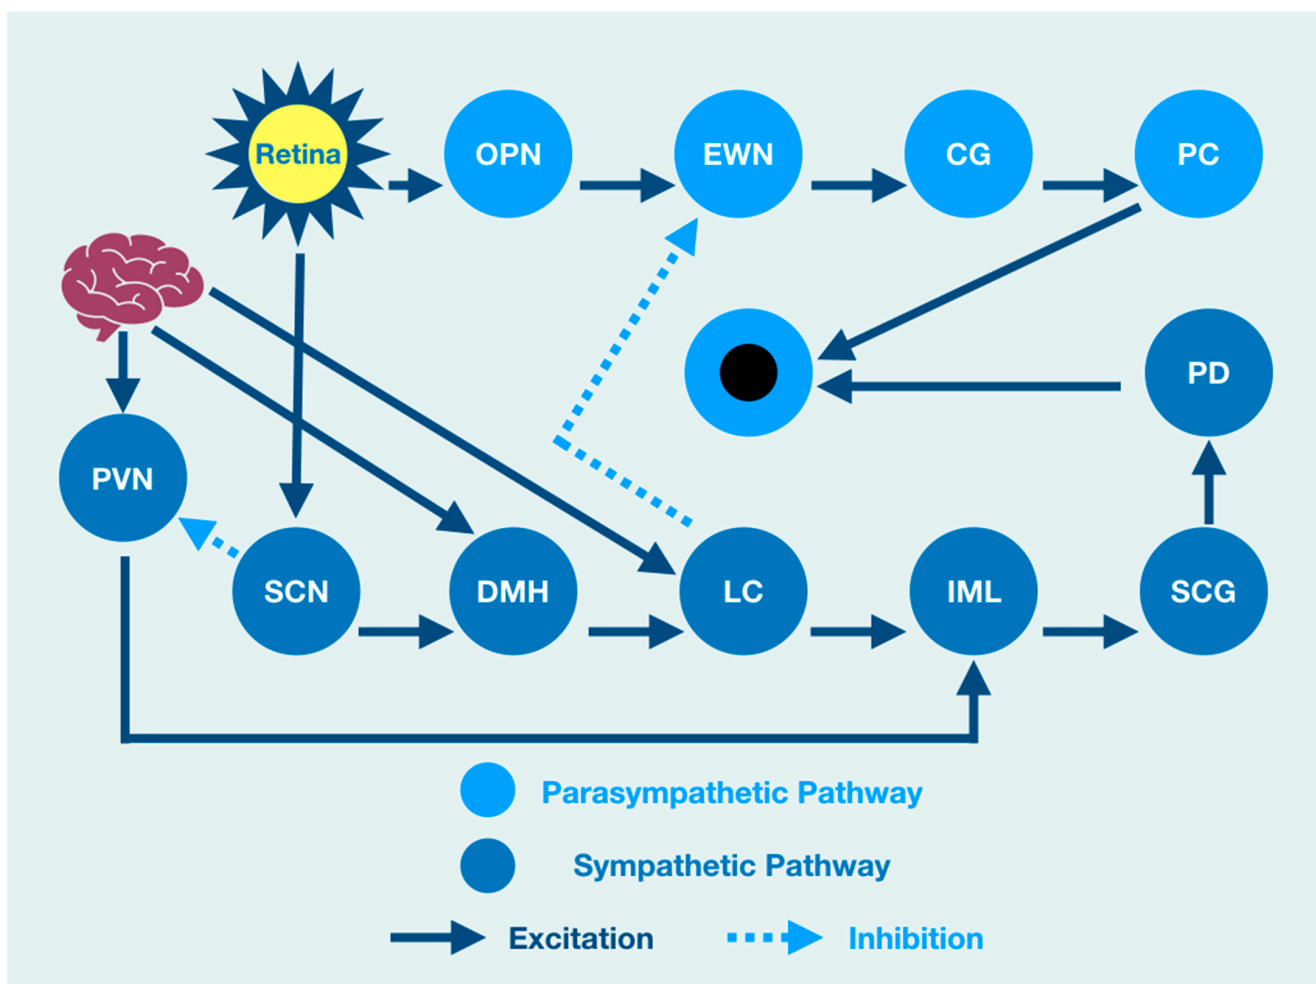 Retina
OPN
EWN
CG
PC
PD
PVN
SCN
DMH
LC
IML
SCG
Parasympathetic Pathway
Sympathetic Pathway
Excitation
Inhibition